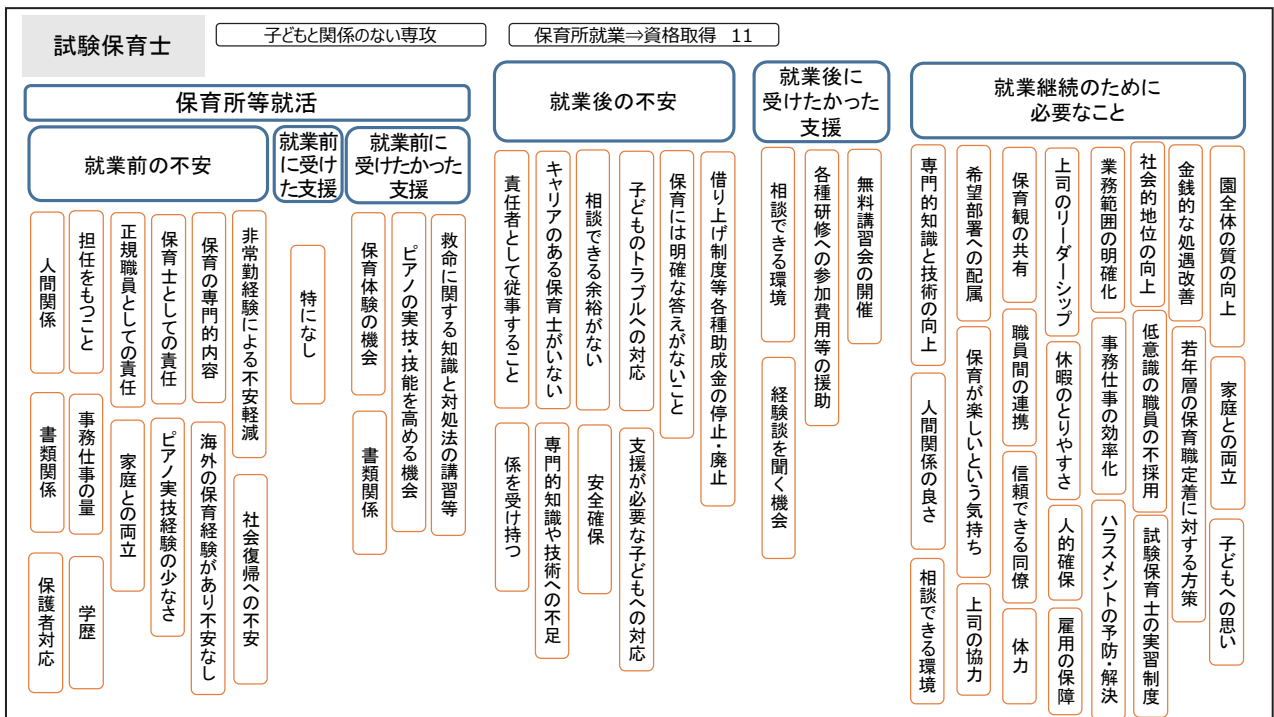 試験保育士
子どもと関係のない専攻
保育所就業⇒資格取得 11
保育所等就活
就業前の不安
就業前
に受け
た支援
就業前に
受けたかった
支援
就業後の不安
就業後に
受けたかった
支援
就業継続のために
必要なこと
人間関係
書類関係
保護者対応
担任をもつこと
事務仕事の量
学歴
正規職員としての責任
家庭との両立
保育士としての責任
ピアノ実技経験の少なさ
保育の専門的内容
海外の保育経験があり不安なし
非常勤経験による不安軽減
社会復帰への不安
特になし
保育体験の機会
書類関係
ピアノの実技・技能を高める機会
救命に関する知識と対処法の講習等
責任者として従事すること
係を受け持つ
キャリアのある保育士がいない
専門的知識や技術への不足
相談できる余裕がない
安全確保
子どものトラブルへの対応
支援が必要な子どもへの対応
保育には明確な答えがないこと
借り上げ制度等各種助成金の停止・廃止
相談できる環境
経験談を聞く機会
各種研修への参加費用等の援助
無料講習会の開催
専門的知識と技術の向上
人間関係の良さ
相談できる環境
希望部署への配属
保育が楽しいという気持ち
上司の協力
保育観の共有
職員間の連携
信頼できる同僚
体力
上司のリーダーシップ
休暇のとりやすさ
人的確保
雇用の保障
業務範囲の明確化
事務仕事の効率化
ハラスメントの予防・解決
社会的地位の向上
低意識の職員の不採用
試験保育士の実習制度
金銭的な処遇改善
若年層の保育職定着に対する方策
園全体の質の向上
家庭との両立
子どもへの思い